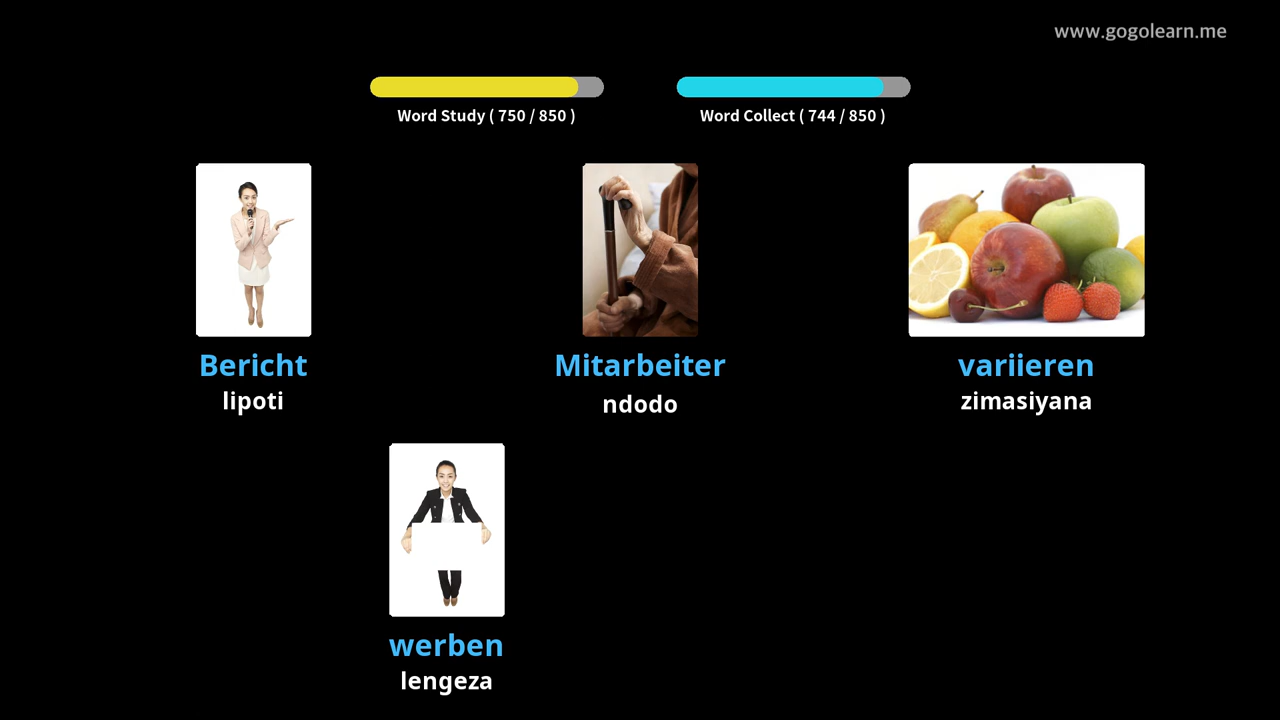 www.gogolearn.me
Word Study ( 750 / 850 )
Word Collect ( 744 / 850 )
Bericht
lipoti
Mitarbeiter
ndodo
variieren
zimasiyana
werben
lengeza